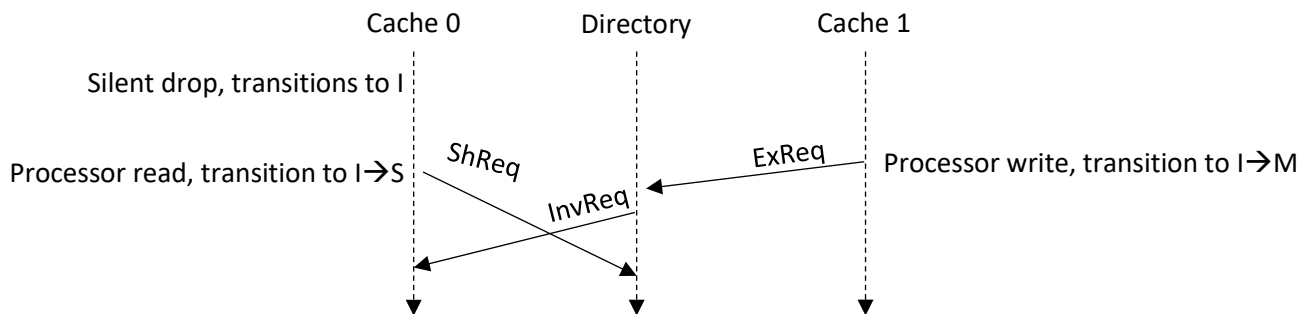 Cache 0 Directory Cache 1
Silent drop, transitions to I
Processor read, transition to I→S ShReq ExReq Processor write, transition to I→M
InvReq